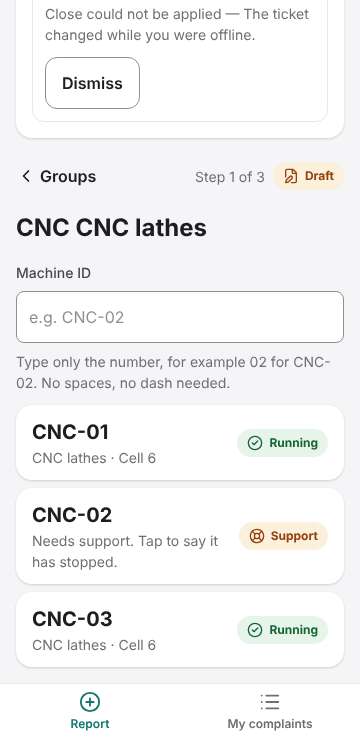 Close could not be applied — The ticket
changed while you were offline.
Dismiss
Groups
Step 1 of 3
Draft
CNC CNC lathes
Machine ID
e.g. CNC-02
Type only the number, for example 02 for CNC-
02. No spaces, no dash needed.
CNC-01
CNC lathes · Cell 6
Running
CNC-02
Needs support. Tap to say it
has stopped.
Support
CNC-03
CNC lathes · Cell 6
Running
Report
My complaints